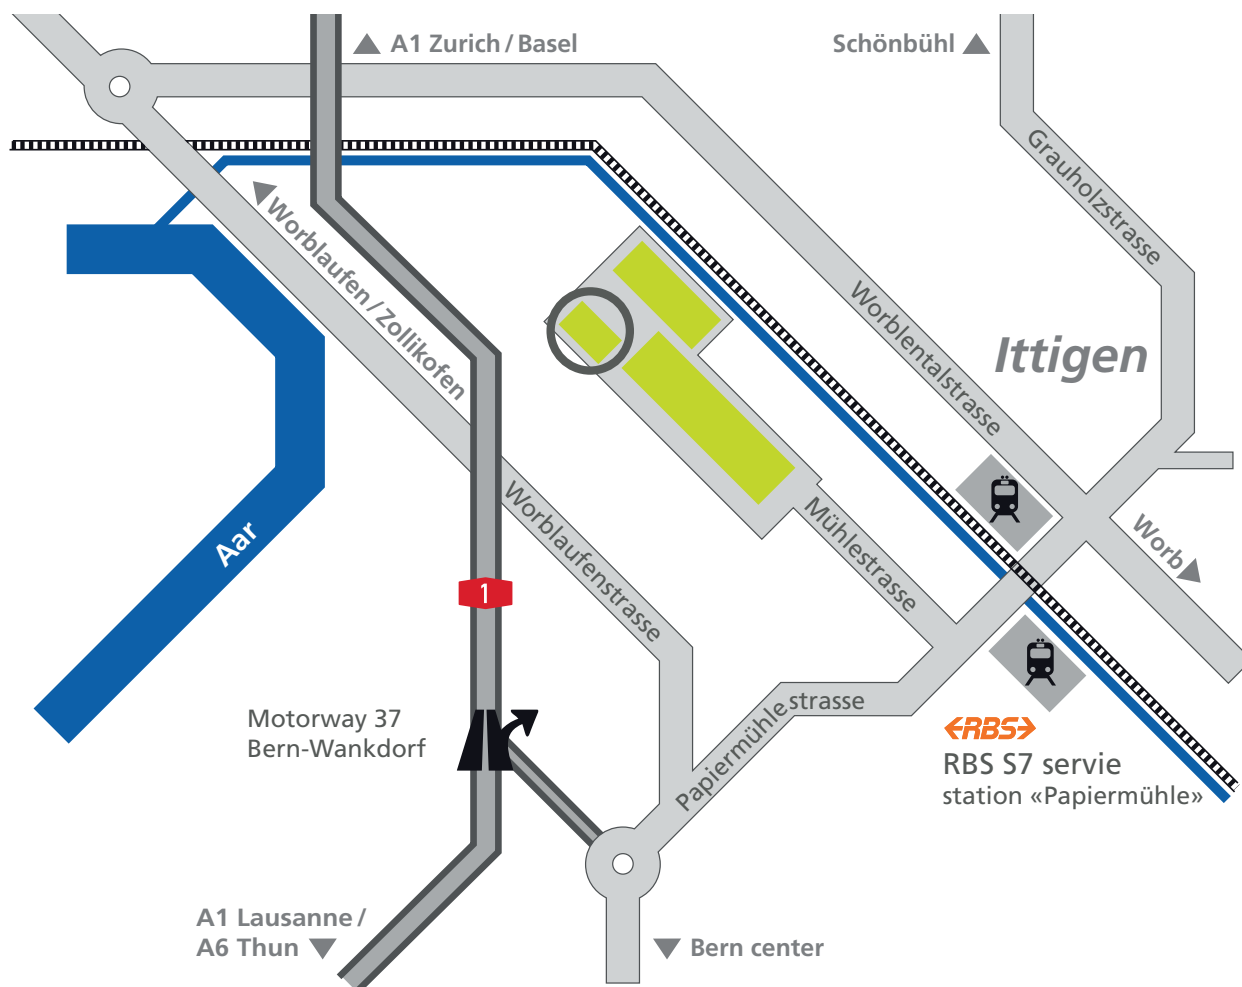 A1 Zurich / Basel
Schönbühl
Grauholzstrasse
Worblaufen / Zollikofen
Worblentalstrasse
Ittigen
Aar
Worblaufenstrasse
Mühlestrasse
Worb
1
Motorway 37
Bern-Wankdorf
Papiermühlestrasse
RBS
RBS S7 servie
station «Papiermühle»
A1 Lausanne /
A6 Thun
Bern center